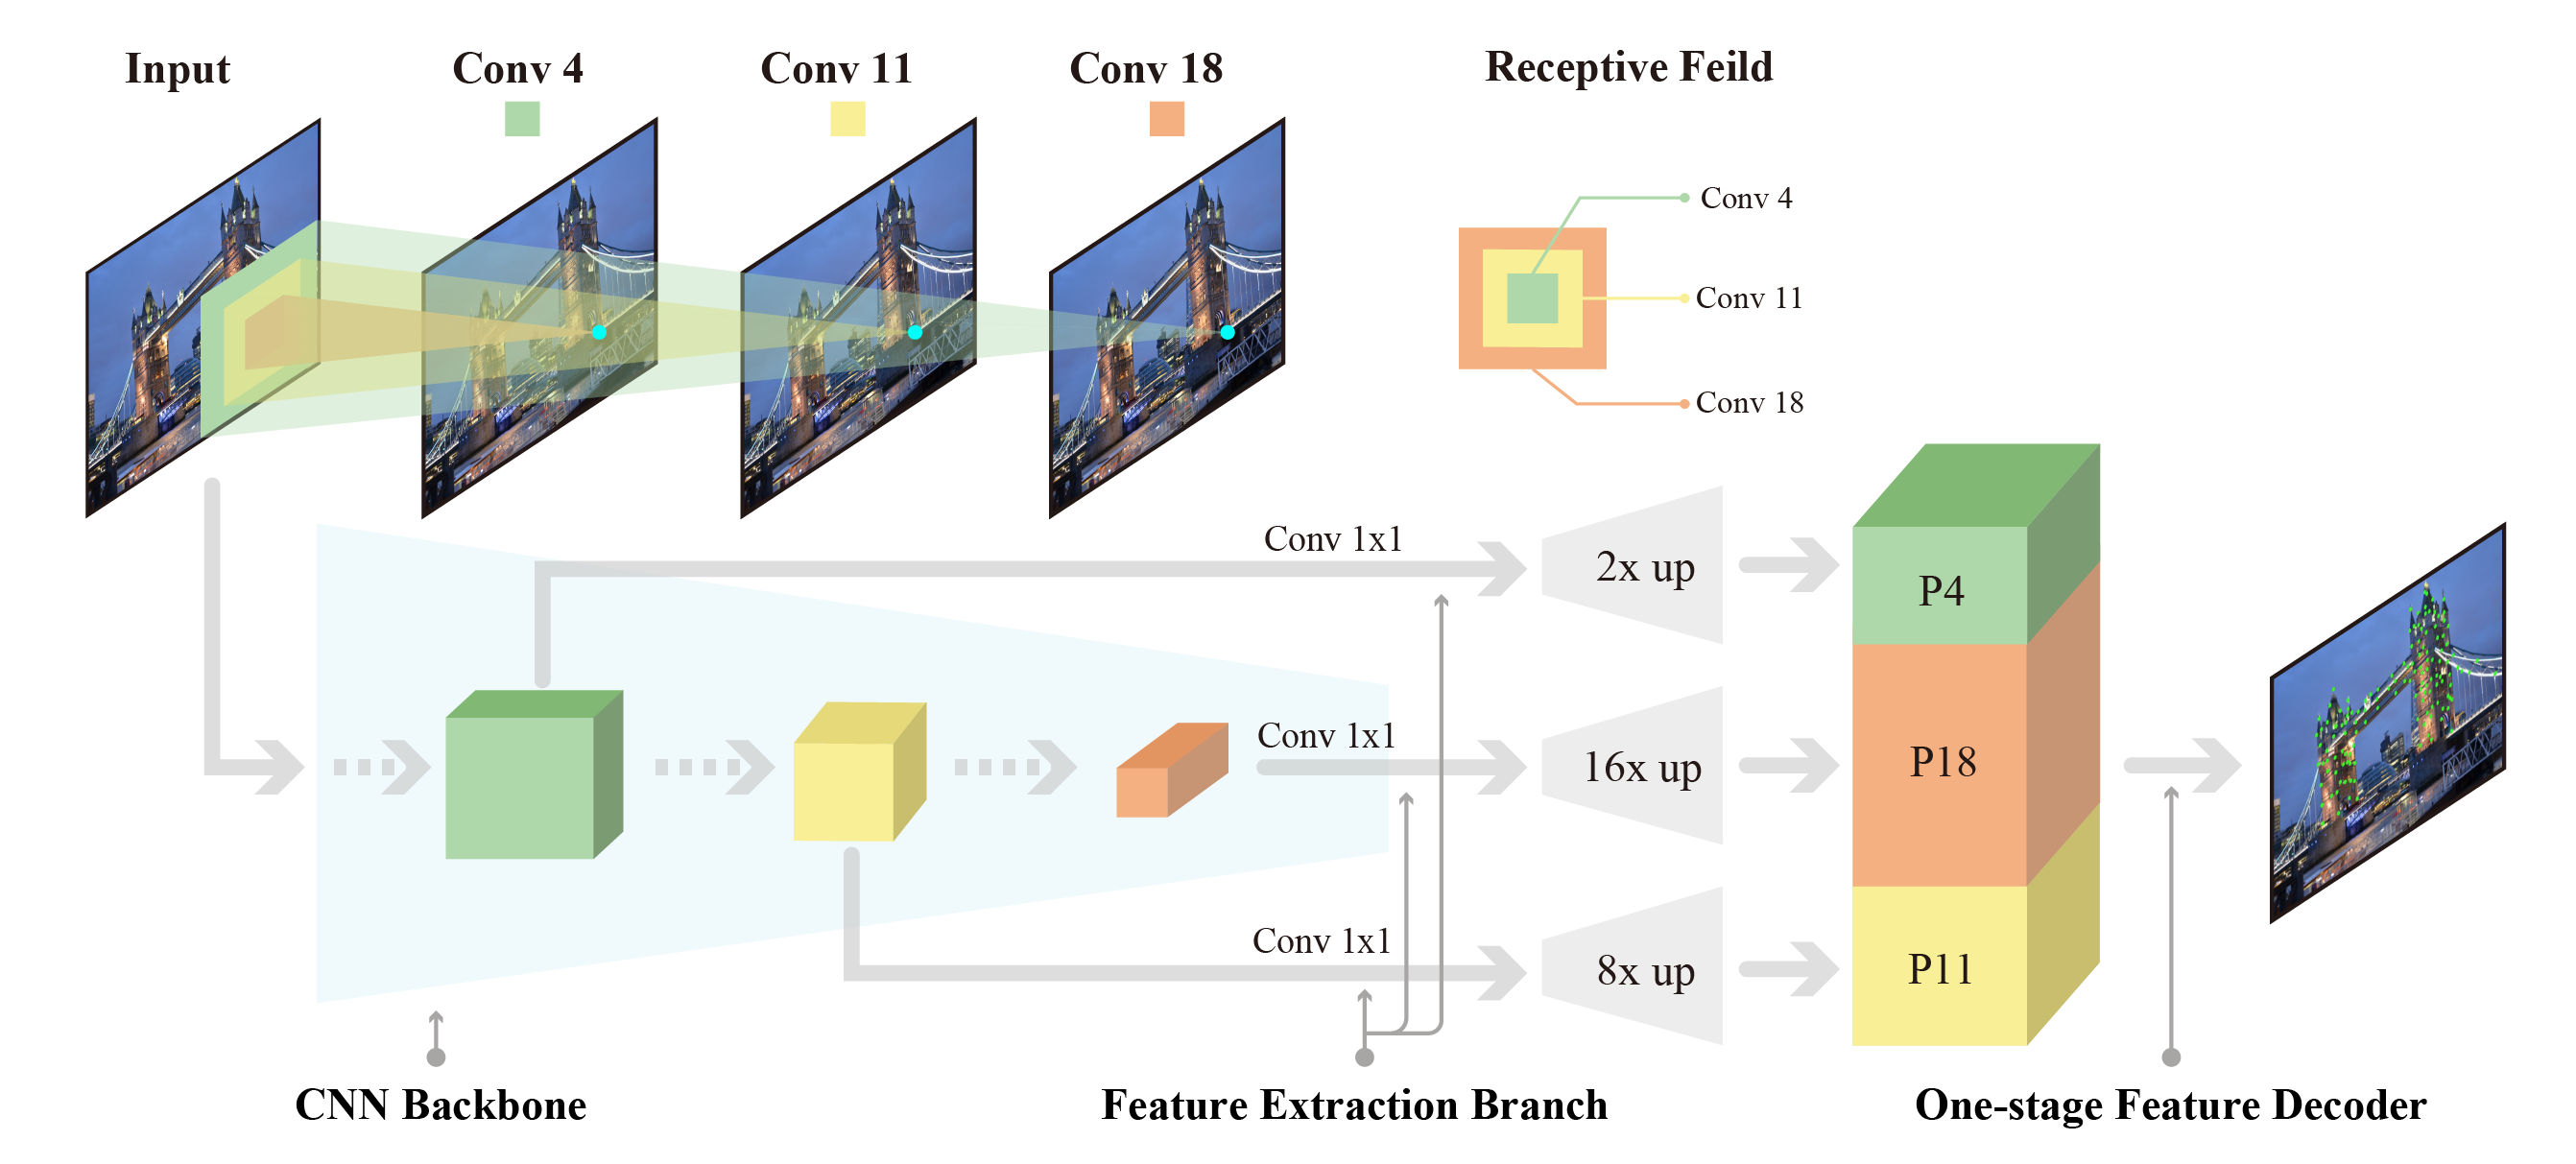 Input
Conv 4
Conv 11
Conv 18
Receptive Feild
Conv 4
Conv 11
Conv 18
Conv 1x1
2x up
P4
Conv 1x1
16x up
P18
Conv 1x1
8x up
P11
CNN Backbone
Feature Extraction Branch
One-stage Feature Decoder